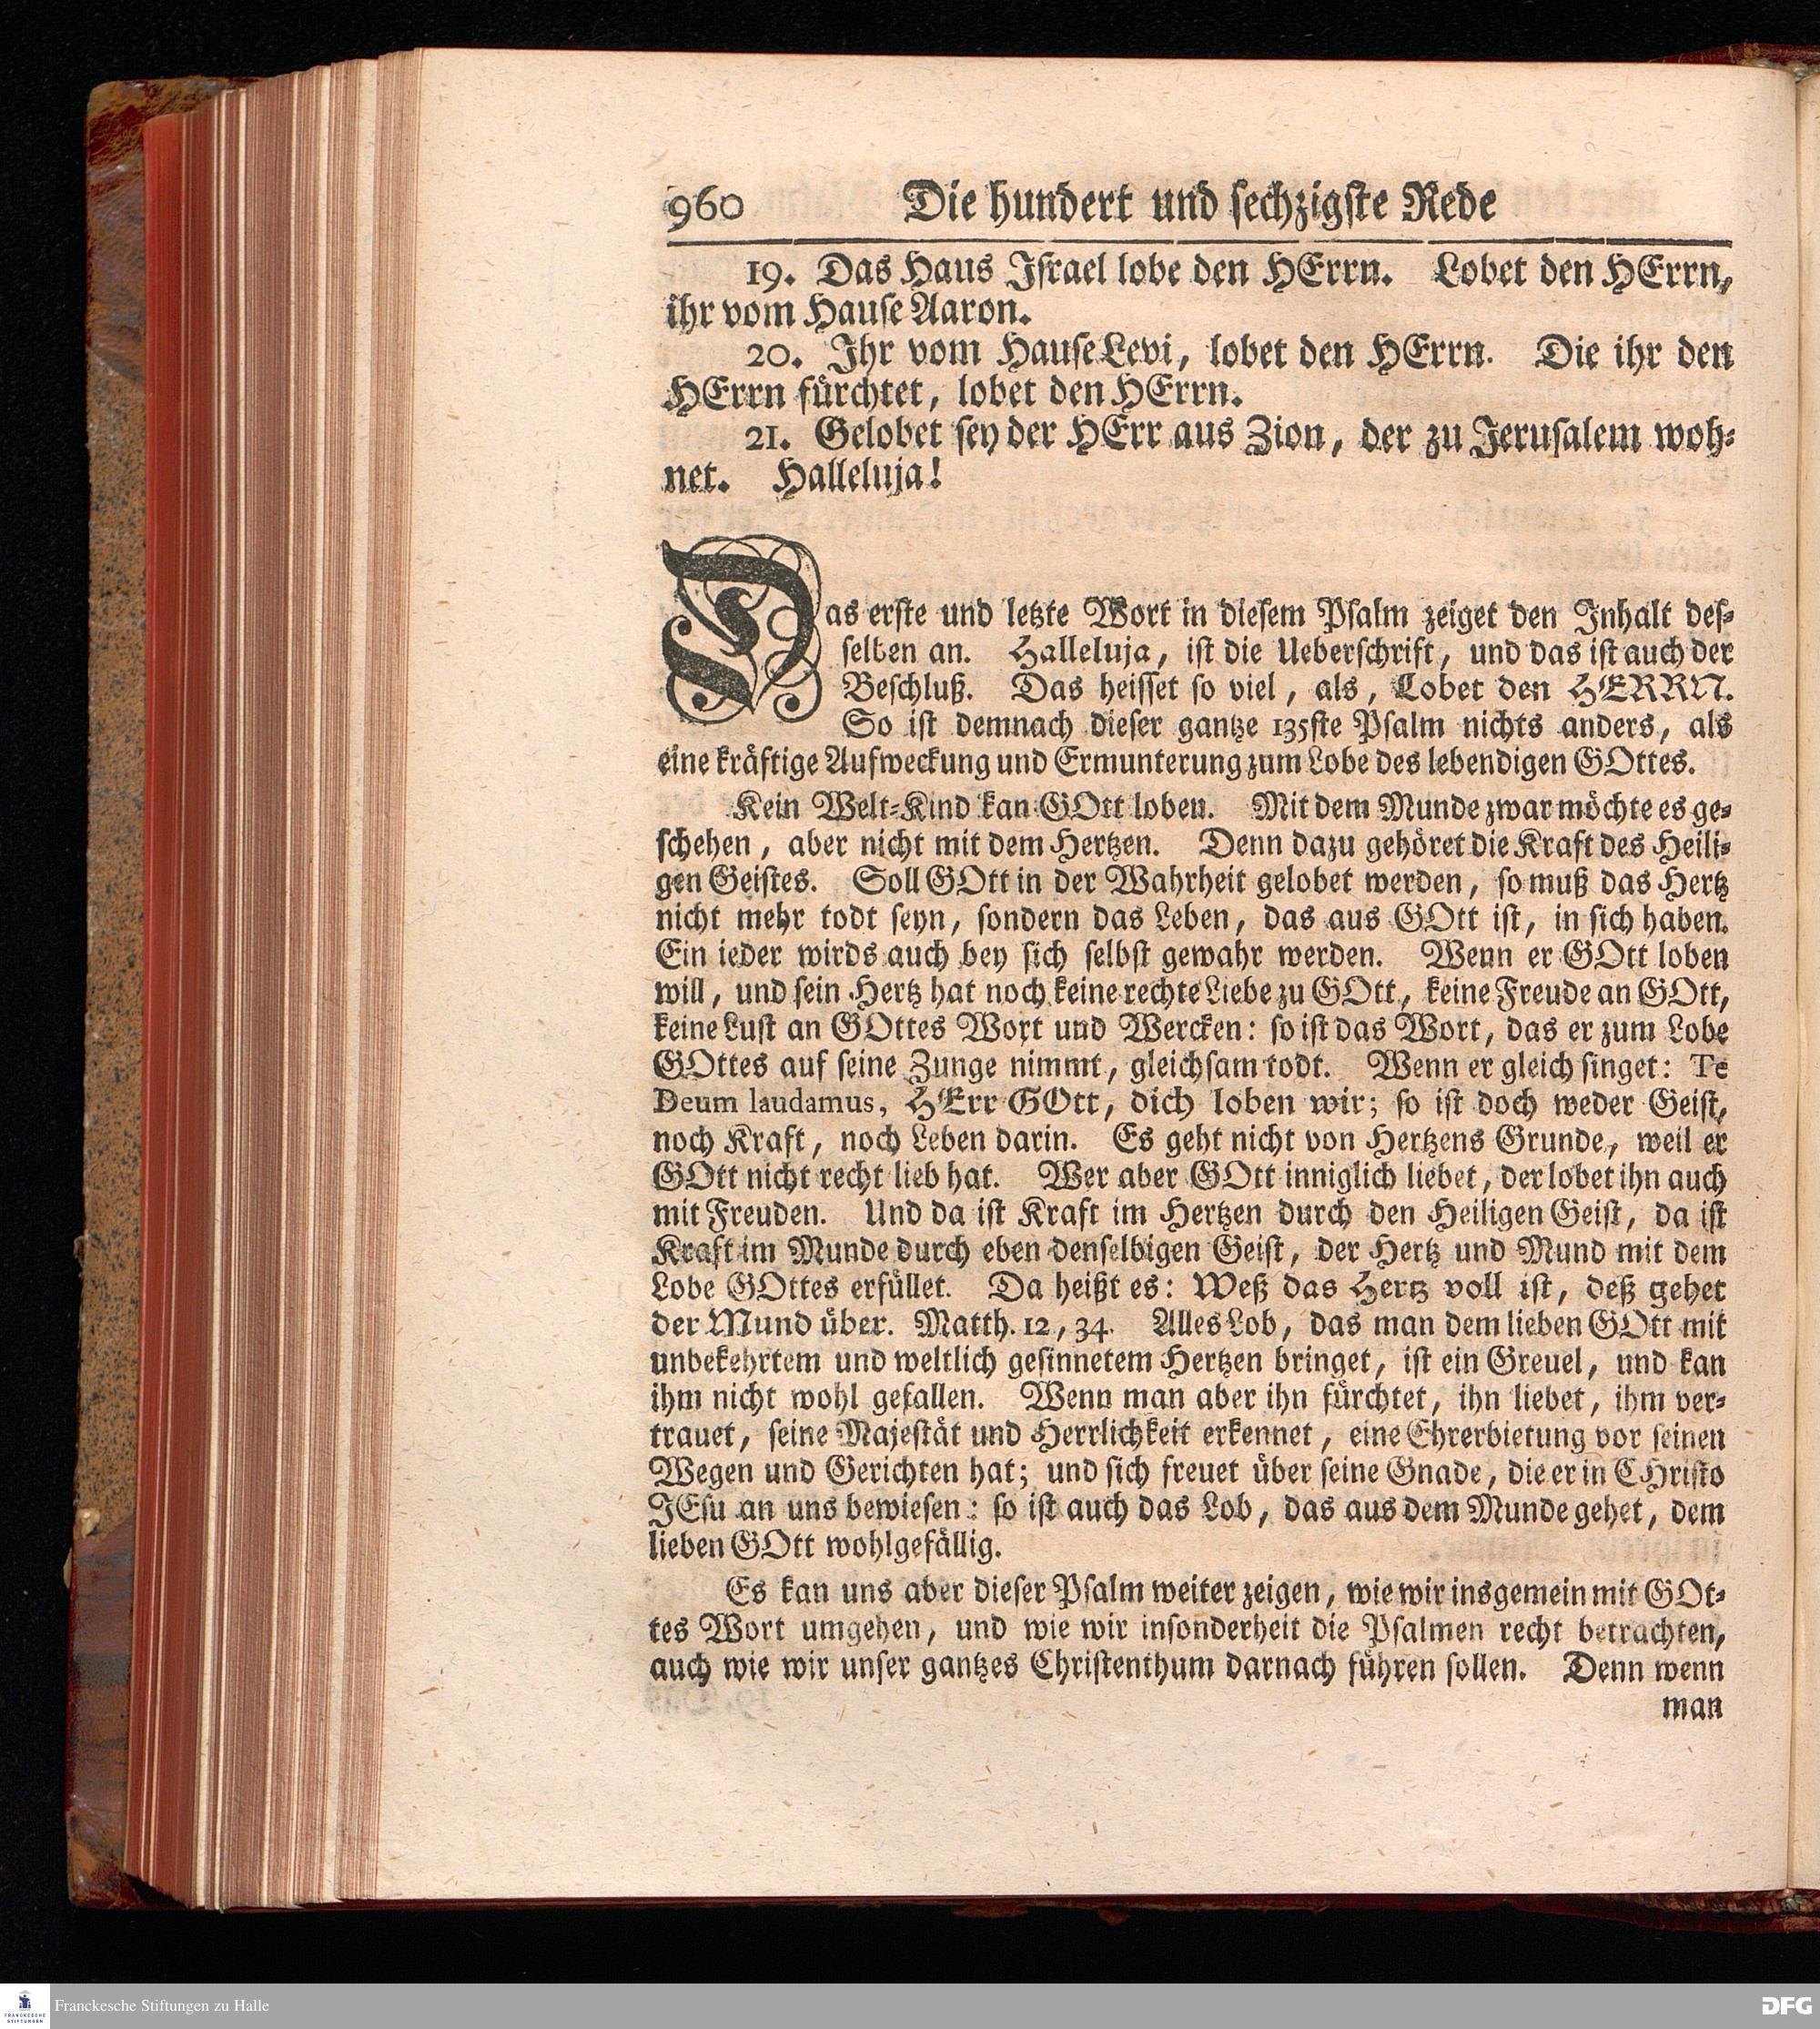 960 Die hundert und sechzigste Rede
19. Das Haus Israel lobe den HErrn. Lobet den HErrn,
ihr vom Hause Aaron.
20. Ihr vom Hause Levi, lobet den HErrn. Die ihr den
HErrn fürchtet, lobet den HErrn.
21. Gelobet sey der HErr aus Zion, der zu Jerusalem woh-
net. Halleluja!
Das erste und letzte Wort in diesem Psalm zeiget den Inhalt des-
selben an. Halleluja, ist die Ueberschrift, und das ist auch der
Beschluß. Das heisset so viel, als, Lobet den HERRN.
So ist demnach dieser gantze 135ste Psalm nichts anders, als
eine kräftige Aufweckung und Ermunterung zum Lobe des lebendigen GOttes.
Kein Welt-Kind kan GOtt loben. Mit dem Munde zwar möchte es ge-
schehen, aber nicht mit dem Hertzen. Denn dazu gehöret die Kraft des Heili-
gen Geistes. Soll GOtt in der Wahrheit gelobet werden, so muß das Hertz
nicht mehr todt seyn, sondern das Leben, das aus GOtt ist, in sich haben.
Ein ieder wirds auch bey sich selbst gewahr werden. Wenn er GOtt loben
will, und sein Hertz hat noch keine rechte Liebe zu GOtt, keine Freude an GOtt,
keine Lust an GOttes Wort und Wercken: so ist das Wort, das er zum Lobe
GOttes auf seine Zunge nimmt, gleichsam todt. Wenn er gleich singet: Te
Deum laudamus, HErr GOtt, dich loben wir; so ist doch weder Geist,
noch Kraft, noch Leben darin. Es geht nicht von Hertzens Grunde, weil er
GOtt nicht recht lieb hat. Wer aber GOtt inniglich liebet, der lobet ihn auch
mit Freuden. Und da ist Kraft im Hertzen durch den Heiligen Geist, da ist
Kraft im Munde durch eben denselbigen Geist, der Hertz und Mund mit dem
Lobe GOttes erfüllet. Da heißt es: Weß das Hertz voll ist, deß gehet
der Mund über. Matth. 12, 34. Alles Lob, das man dem lieben GOtt mit
unbekehrtem und weltlich gesinnetem Hertzen bringet, ist ein Greuel, und kan
ihm nicht wohl gefallen. Wenn man aber ihn fürchtet, ihn liebet, ihm ver-
trauet, seine Majestät und Herrlichkeit erkennet, eine Ehrerbietung vor seinen
Wegen und Gerichten hat; und sich freuet über seine Gnade, die er in CHristo
JEsu an uns bewiesen: so ist auch das Lob, das aus dem Munde gehet, dem
lieben GOtt wohlgefällig.
Es kan uns aber dieser Psalm weiter zeigen, wie wir insgemein mit GOt-
tes Wort umgehen, und wie wir insonderheit die Psalmen recht betrachten,
auch wie wir unser gantzes Christenthum darnach führen sollen. Denn wenn
man
FRANCKESCHE
STIFTUNGEN
Franckesche Stiftungen zu Halle
DFG